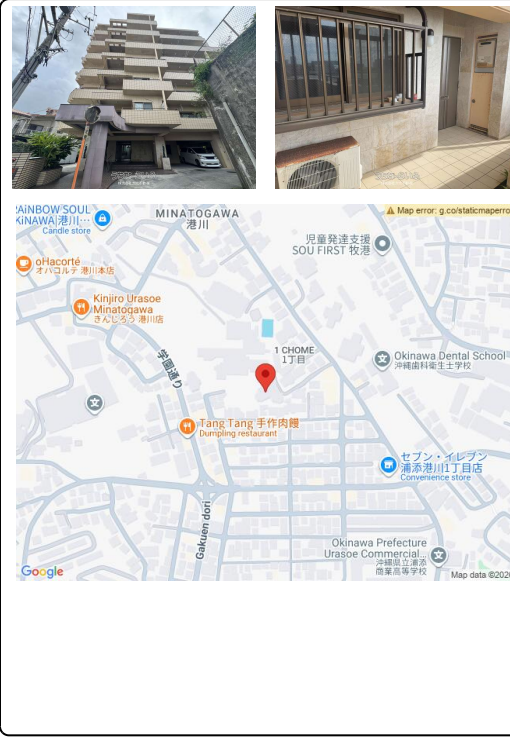 RAiNBOW SOUL
OKiNAWA|港川…
Candle store
MINATOGAWA
港川
Map error: g.co/staticmaperro
児童発達支援
SOU FIRST 牧港
oHacorté
オハコルテ 港川本店
Kinjiro Urasoe
Minatogawa
きんじろう 港川店
学園通り
1 CHOME
1丁目
Okinawa Dental School
沖縄歯科衛生士学校
Tang Tang 手作肉饅
Dumpling restaurant
セブン-イレブン
浦添港川1丁目店
Convenience store
Gakuen dori
Okinawa Prefecture
Urasoe Commercial...
沖縄県立浦添
商業高等学校
Google
Map data ©2026